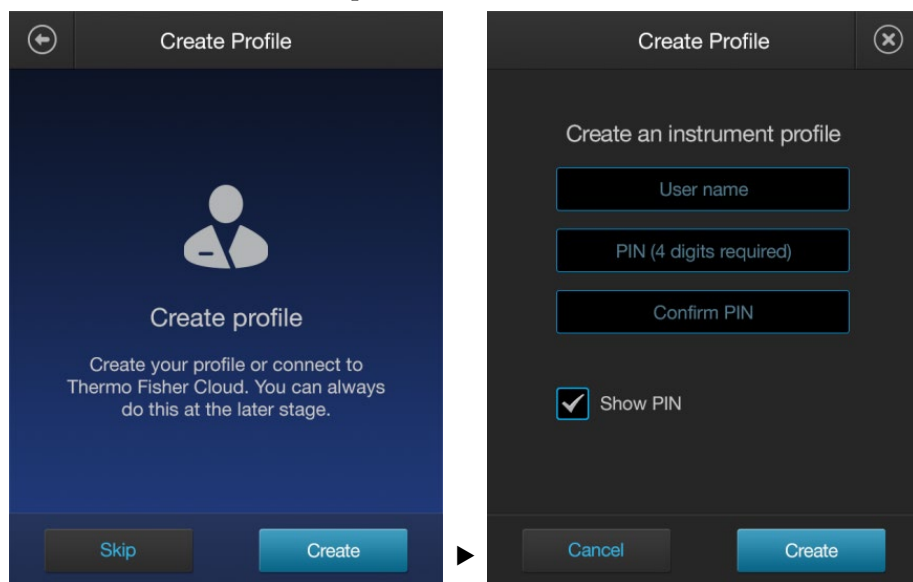 Create Profile
Create profile
Create your profile or connect to
Thermo Fisher Cloud. You can always
do this at the later stage.
Skip
Create
Create Profile
Create an instrument profile
User name
PIN (4 digits required)
Confirm PIN
Show PIN
Cancel
Create